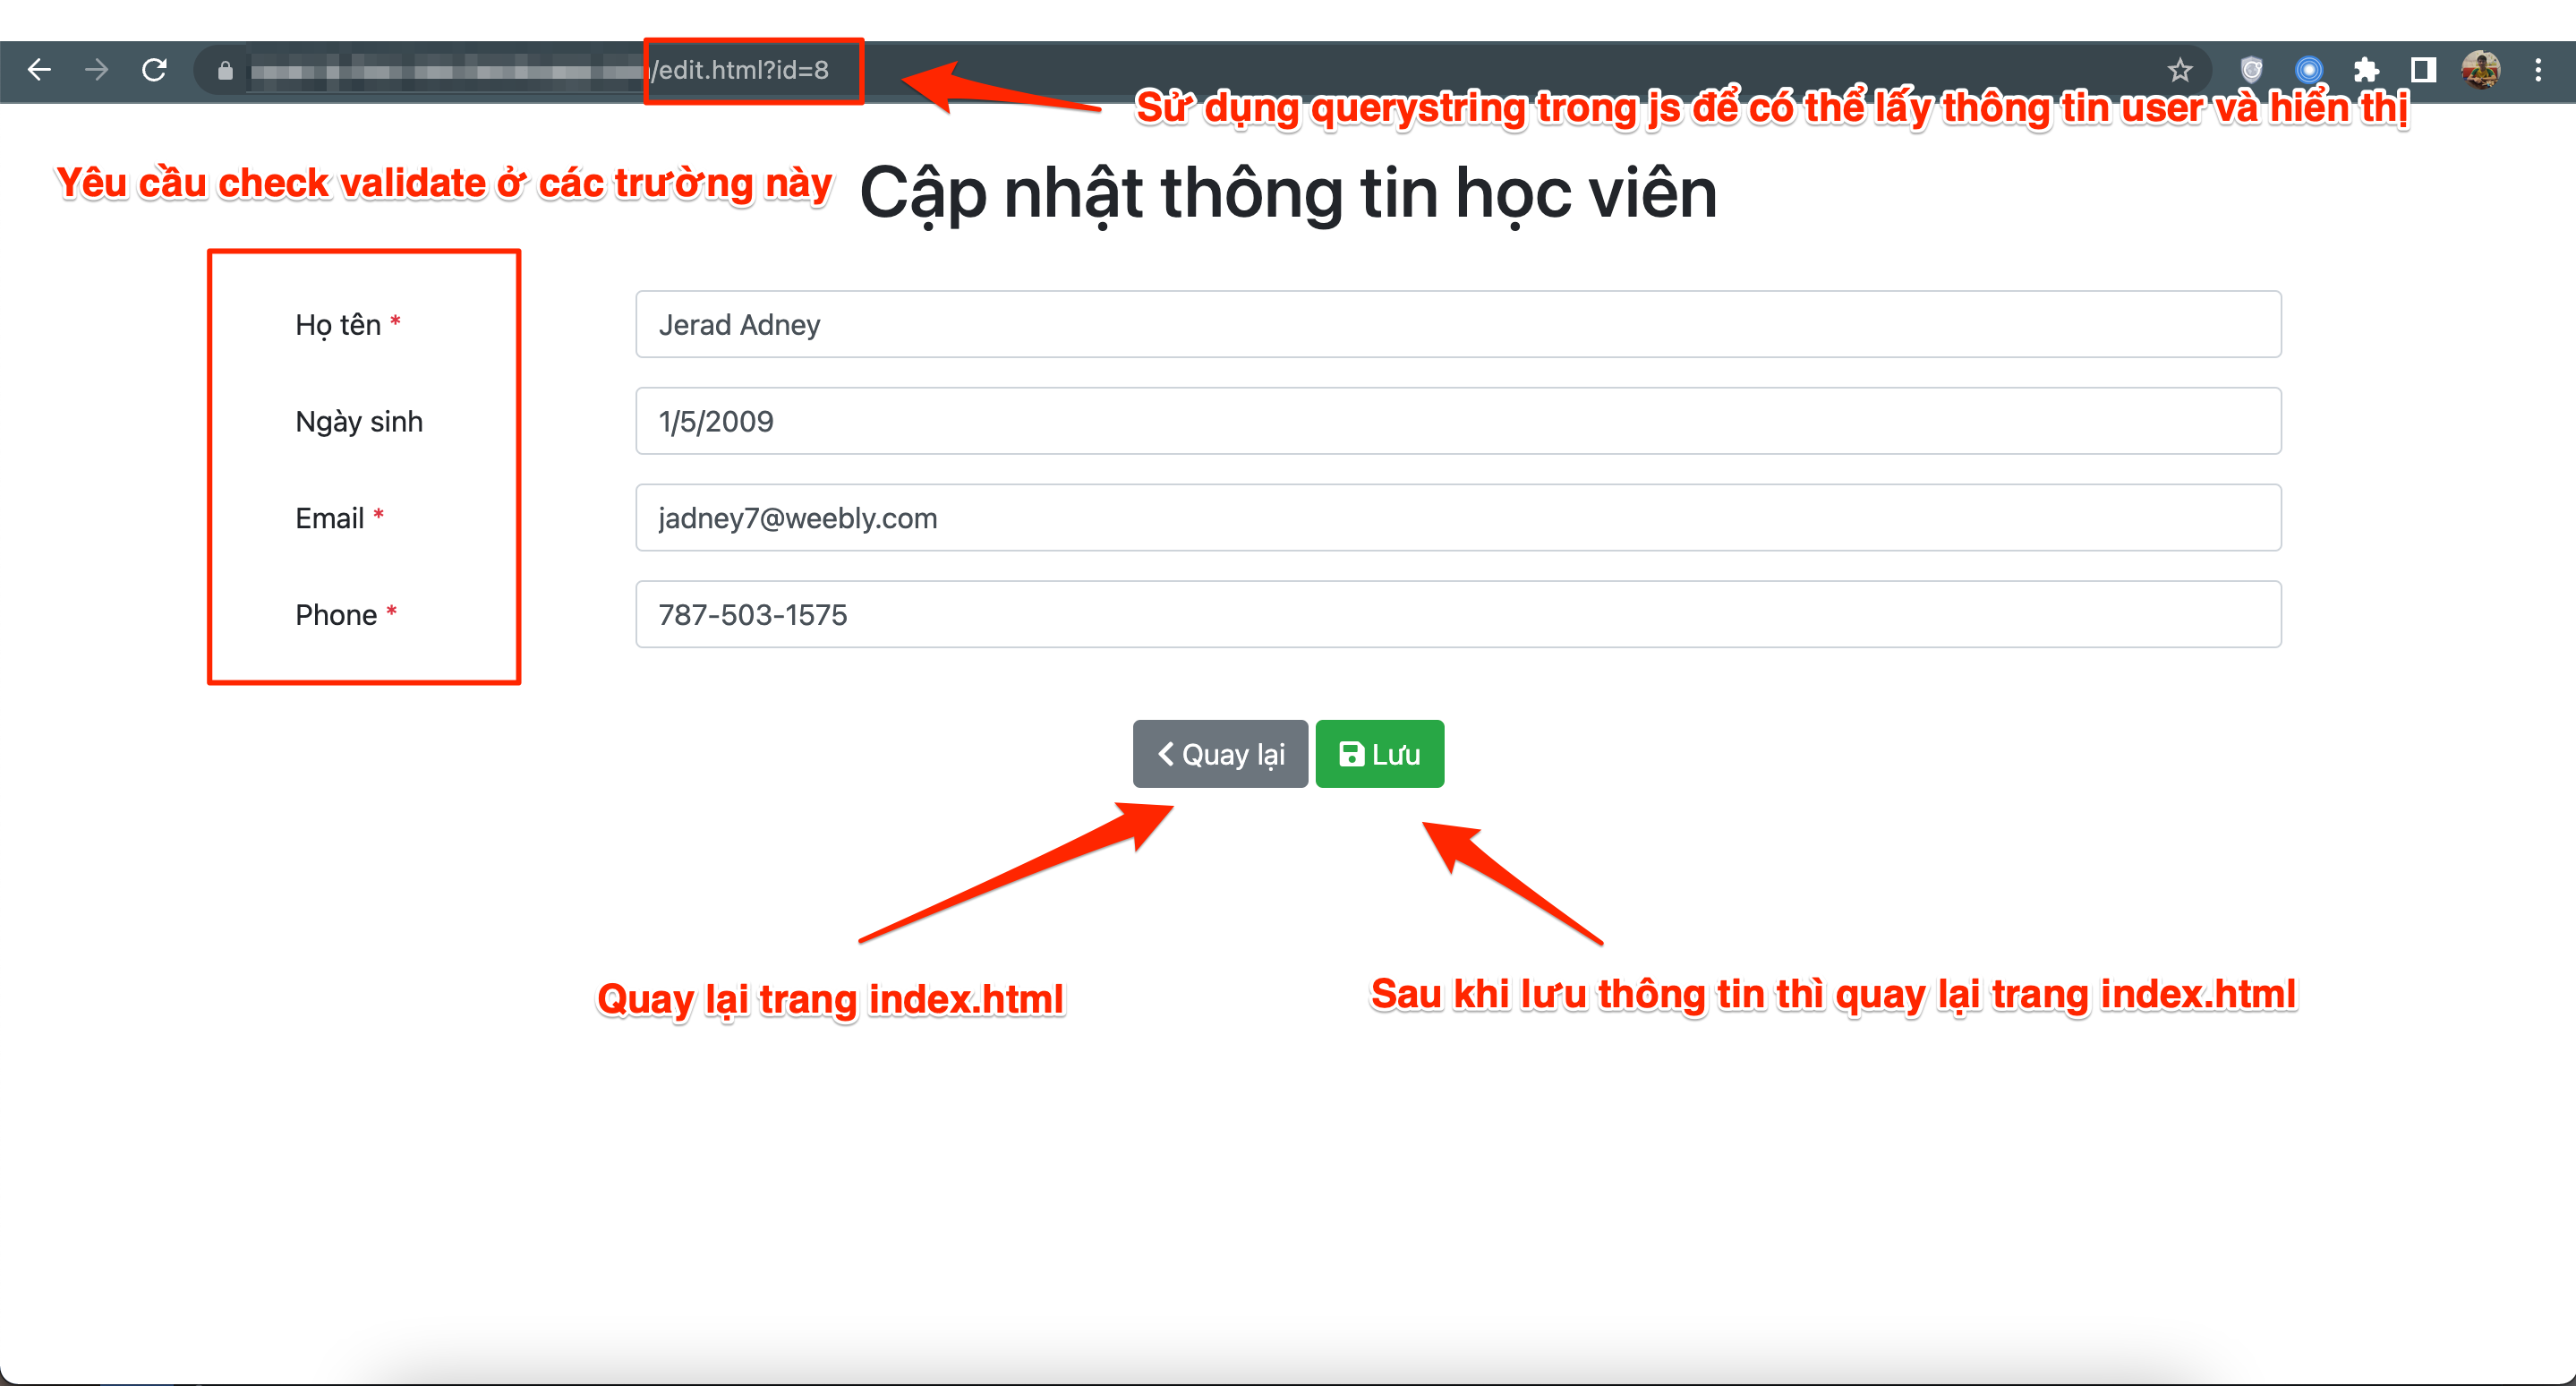 /edit.html?id=8
Sử dụng querystring trong js để có thể lấy thông tin user và hiển thị
Yêu cầu check validate ở các trường này
Cập nhật thông tin học viên
Họ tên *
Jerad Adney
Ngày sinh
1/5/2009
Email *
jadney7@weebly.com
Phone *
787-503-1575
Quay lại
Lưu
Quay lại trang index.html
Sau khi lưu thông tin thì quay lại trang index.html